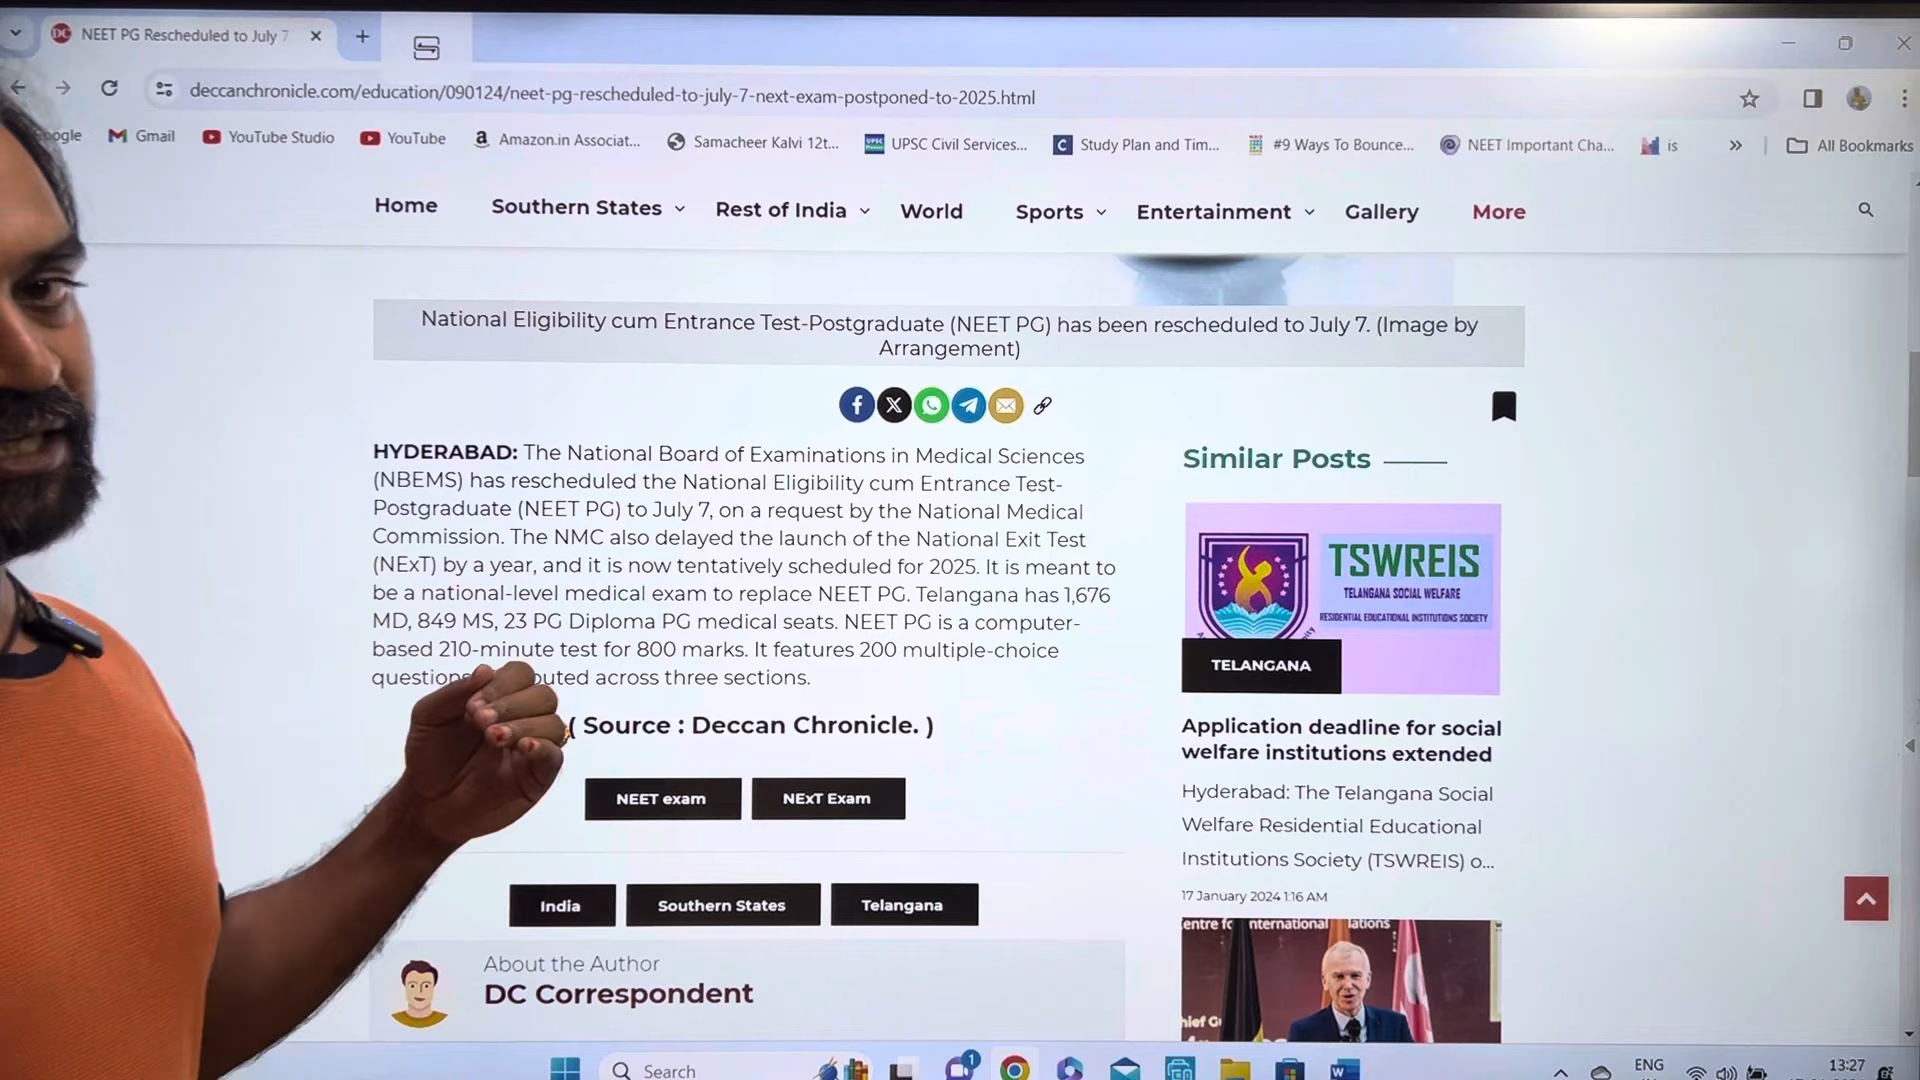 NEET PG Rescheduled to July 7
deccanchronicle.com/education/090124/neet-pg-rescheduled-to-july-7-next-exam-postponed-to-2025.html
Gmail
YouTube Studio
YouTube
Amazon.in Associat...
Samacheer Kalvi 12t...
UPSC Civil Services...
Study Plan and Tim...
#9 Ways To Bounce...
NEET Important Cha...
is
All Bookmarks
Home
Southern States
Rest of India
World
Sports
Entertainment
Gallery
More
National Eligibility cum Entrance Test-Postgraduate (NEET PG) has been rescheduled to July 7. (Image by
Arrangement)
HYDERABAD: The National Board of Examinations in Medical Sciences
(NBEMS) has rescheduled the National Eligibility cum Entrance Test-
Postgraduate (NEET PG) to July 7, on a request by the National Medical
Commission. The NMC also delayed the launch of the National Exit Test
(NExT) by a year, and it is now tentatively scheduled for 2025. It is meant to
be a national-level medical exam to replace NEET PG. Telangana has 1,676
MD, 849 MS, 23 PG Diploma PG medical seats. NEET PG is a computer-
based 210-minute test for 800 marks. It features 200 multiple-choice
across three sections.
( Source : Deccan Chronicle. )
NEET exam
NExT Exam
India
Southern States
Telangana
About the Author
DC Correspondent
Similar Posts
TSWREIS
TELANGANA SOCIAL WELFARE
RESIDENTIAL EDUCATIONAL INSTITUTIONS SOCIETY
TELANGANA
Application deadline for social
welfare institutions extended
Hyderabad: The Telangana Social
Welfare Residential Educational
Institutions Society (TSWREIS) o...
17 January 2024 1:16 AM
Search
1
ENG
13:27